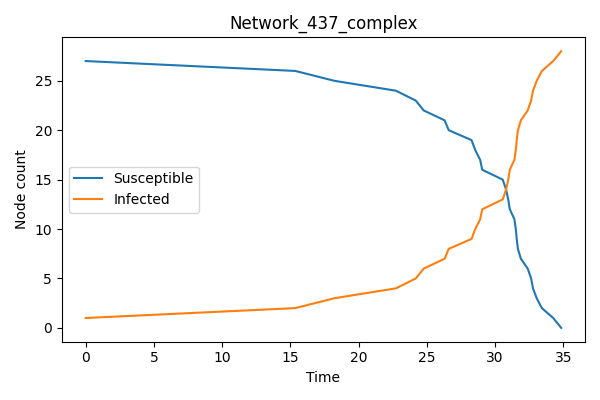 Network_437_complex
Node count
25
20
15
10
5
0
Susceptible
Infected
0 5 10 15 20 25 30 35
Time